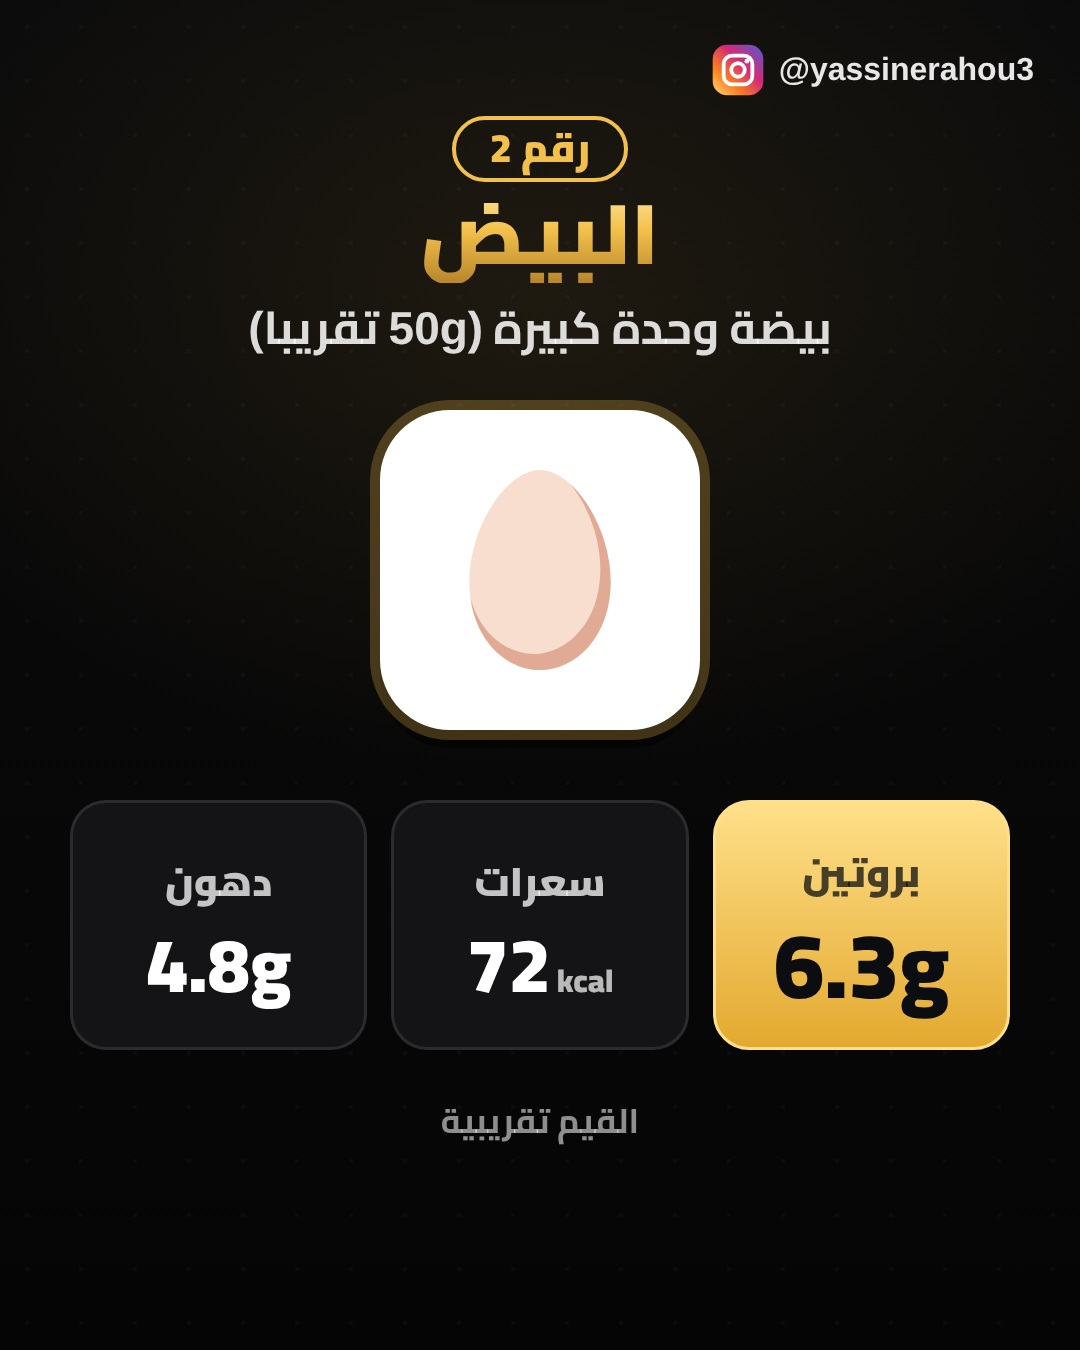 @yassinerahou3
رقم 2
البيض
بيضة وحدة كبيرة (50g تقريبا)
بروتين
6.3g
سعرات
72 kcal
دهون
4.8g
القيم تقريبية